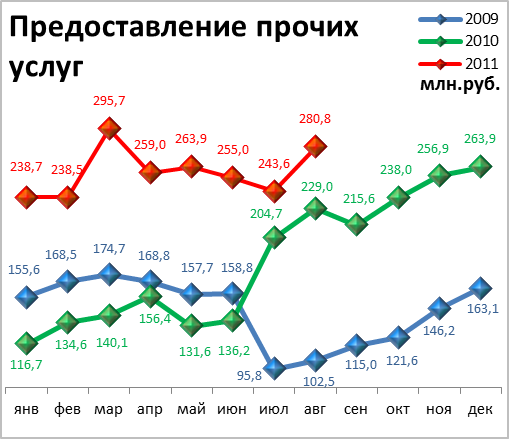 Предоставление прочих
услуг
2009
2010
2011
млн.руб.
238,7 238,5 295,7 259,0 263,9 255,0 243,6 280,8
155,6 168,5 174,7 168,8 157,7 158,8 95,8 102,5 115,0 121,6 146,2 163,1
116,7 134,6 140,1 156,4 131,6 136,2 204,7 229,0 215,6 238,0 256,9 263,9
янв фев мар апр май июн июл авг сен окт ноя дек